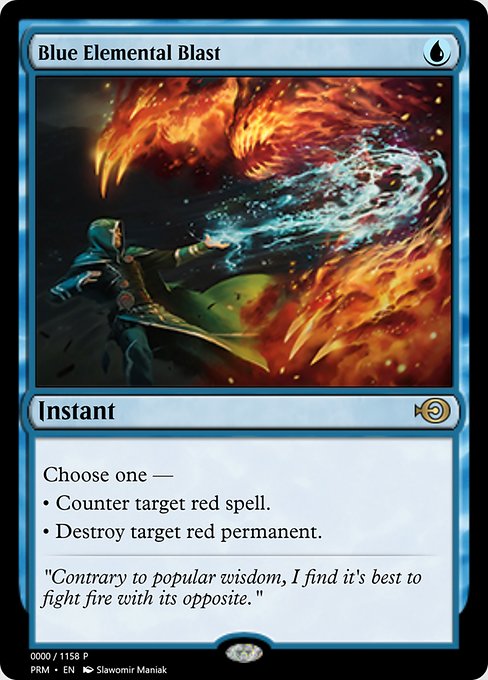 Blue Elemental Blast
Instant
Choose one —
• Counter target red spell.
• Destroy target red permanent.
"Contrary to popular wisdom, I find it's best to
fight fire with its opposite."
0000 / 1158 P
PRM • EN Slawomir Maniak